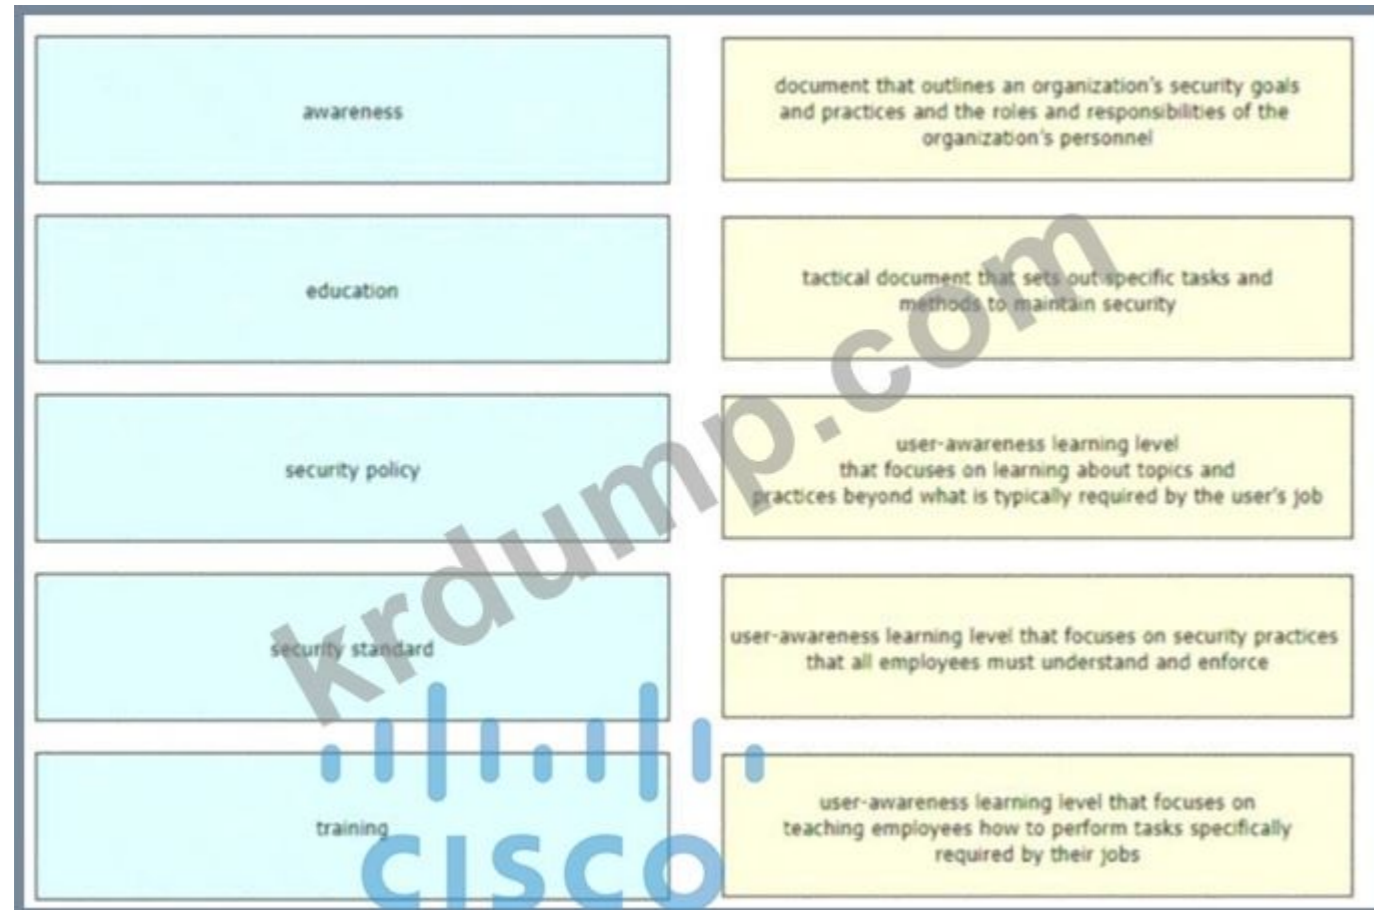 awareness
document that outlines an organization's security goals
and practices and the roles and responsibilities of the
organization's personnel
education
tactical document that sets out specific tasks and
methods to maintain security
security policy
user-awareness learning level
that focuses on learning about topics and
practices beyond what is typically required by the user's job
security standard
user-awareness learning level that focuses on security practices
that all employees must understand and enforce
training
user-awareness learning level that focuses on
teaching employees how to perform tasks specifically
required by their jobs
krdump.com
CISCO